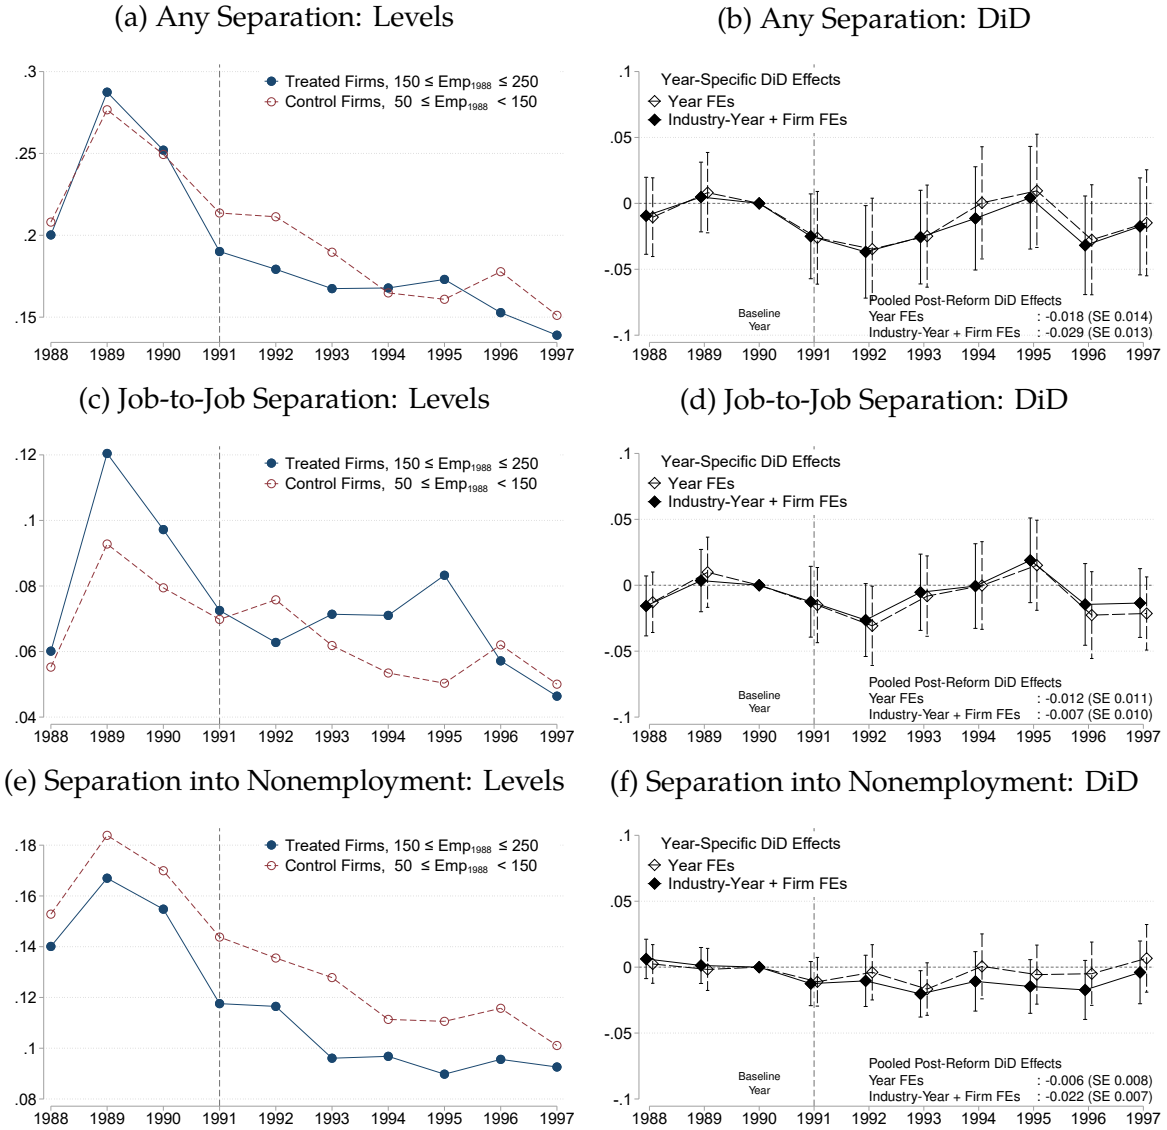 (a) Any Separation: Levels
.3
.25
.2
.15
Treated Firms, 150 ≤ Emp1988 ≤ 250
Control Firms, 50 ≤ Emp1988 < 150
1988 1989 1990 1991 1992 1993 1994 1995 1996 1997
(b) Any Separation: DiD
.1
.05
0
-.05
-.1
Year-Specific DiD Effects
Year FEs
Industry-Year + Firm FEs
Baseline
Year
Pooled Post-Reform DiD Effects
Year FEs : -0.018 (SE 0.014)
Industry-Year + Firm FEs : -0.029 (SE 0.013)
1988 1989 1990 1991 1992 1993 1994 1995 1996 1997
(c) Job-to-Job Separation: Levels
.12
.1
.08
.06
.04
Treated Firms, 150 ≤ Emp1988 ≤ 250
Control Firms, 50 ≤ Emp1988 < 150
1988 1989 1990 1991 1992 1993 1994 1995 1996 1997
(d) Job-to-Job Separation: DiD
.1
.05
0
-.05
-.1
Year-Specific DiD Effects
Year FEs
Industry-Year + Firm FEs
Baseline
Year
Pooled Post-Reform DiD Effects
Year FEs : -0.012 (SE 0.011)
Industry-Year + Firm FEs : -0.007 (SE 0.010)
1988 1989 1990 1991 1992 1993 1994 1995 1996 1997
(e) Separation into Nonemployment: Levels
.18
.16
.14
.12
.1
.08
Treated Firms, 150 ≤ Emp1988 ≤ 250
Control Firms, 50 ≤ Emp1988 < 150
1988 1989 1990 1991 1992 1993 1994 1995 1996 1997
(f) Separation into Nonemployment: DiD
.1
.05
0
-.05
-.1
Year-Specific DiD Effects
Year FEs
Industry-Year + Firm FEs
Baseline
Year
Pooled Post-Reform DiD Effects
Year FEs : -0.006 (SE 0.008)
Industry-Year + Firm FEs : -0.022 (SE 0.007)
1988 1989 1990 1991 1992 1993 1994 1995 1996 1997